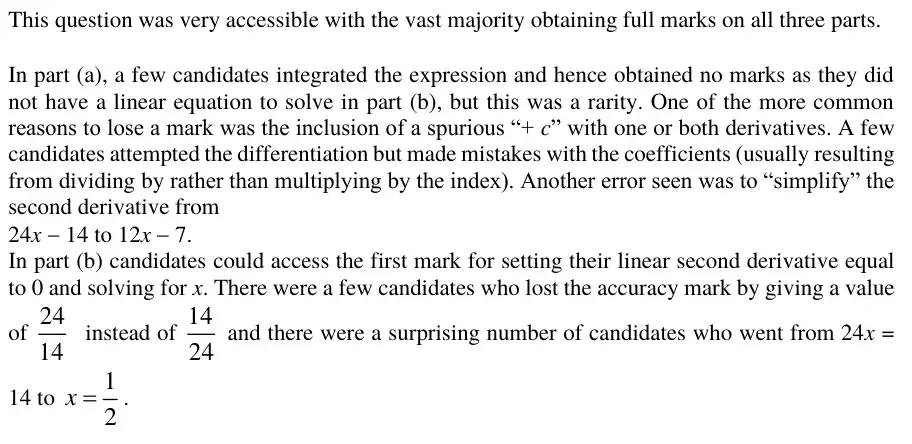 This question was very accessible with the vast majority obtaining full marks on all three parts.
In part (a), a few candidates integrated the expression and hence obtained no marks as they did
not have a linear equation to solve in part (b), but this was a rarity. One of the more common
reasons to lose a mark was the inclusion of a spurious “+ c” with one or both derivatives. A few
candidates attempted the differentiation but made mistakes with the coefficients (usually resulting
from dividing by rather than multiplying by the index). Another error seen was to “simplify” the
second derivative from
24x – 14 to 12x – 7.
In part (b) candidates could access the first mark for setting their linear second derivative equal
to 0 and solving for x. There were a few candidates who lost the accuracy mark by giving a value
of 24/14 instead of 14/24 and there were a surprising number of candidates who went from 24x =
14 to x = 1/2 .